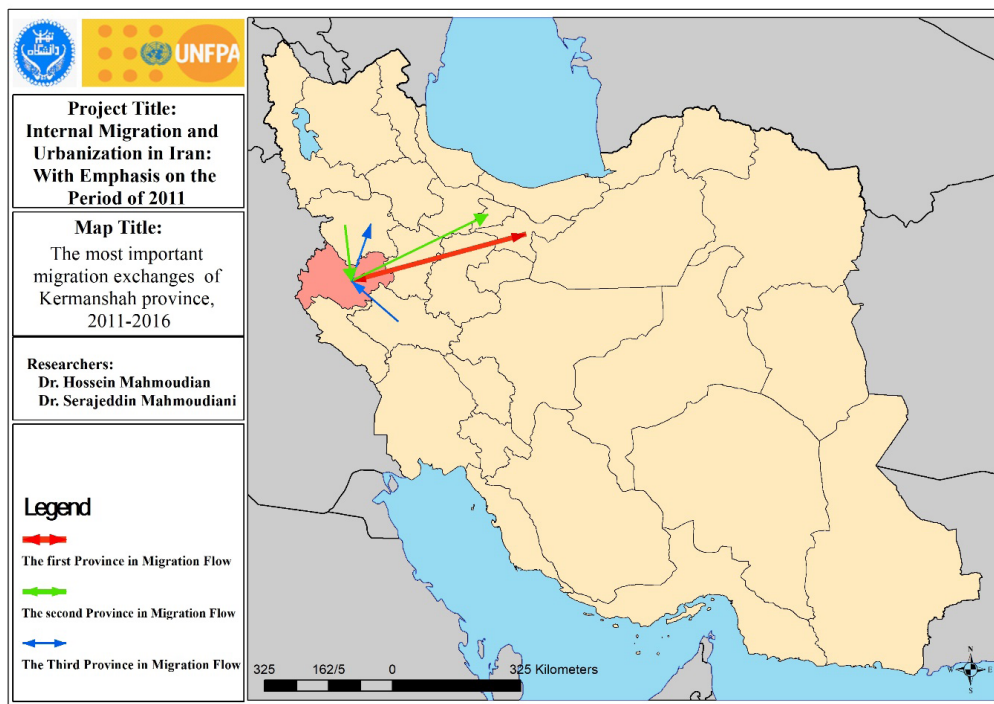 دانشگاه
تهران
UNFPA
Project Title:
Internal Migration and
Urbanization in Iran:
With Emphasis on the
Period of 2011
Map Title:
The most important
migration exchanges of
Kermanshah province,
2011-2016
Researchers:
Dr. Hossein Mahmoudian
Dr. Serajeddin Mahmoudiani
Legend
The first Province in Migration Flow
The second Province in Migration Flow
The Third Province in Migration Flow
325 162/5 0 325 Kilometers
N
W E
S